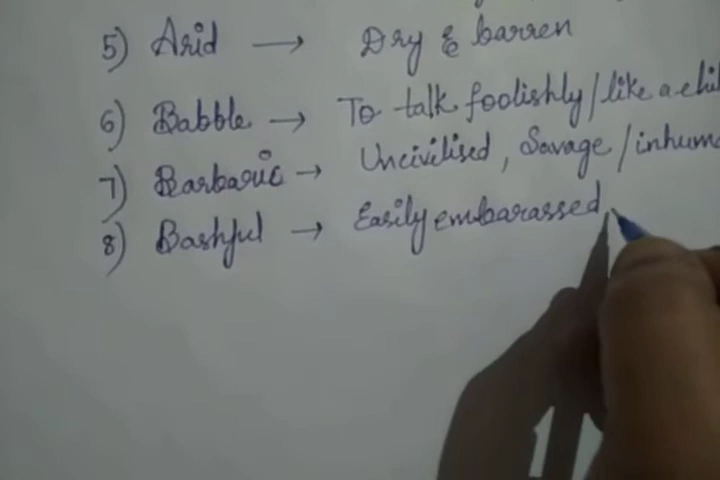 5) Arid → Dry & barren
6) Babble → To talk foolishly/like a chil
7) Barbaric → Uncivilised, Savage/inhum
8) Bashful → Easily embarassed